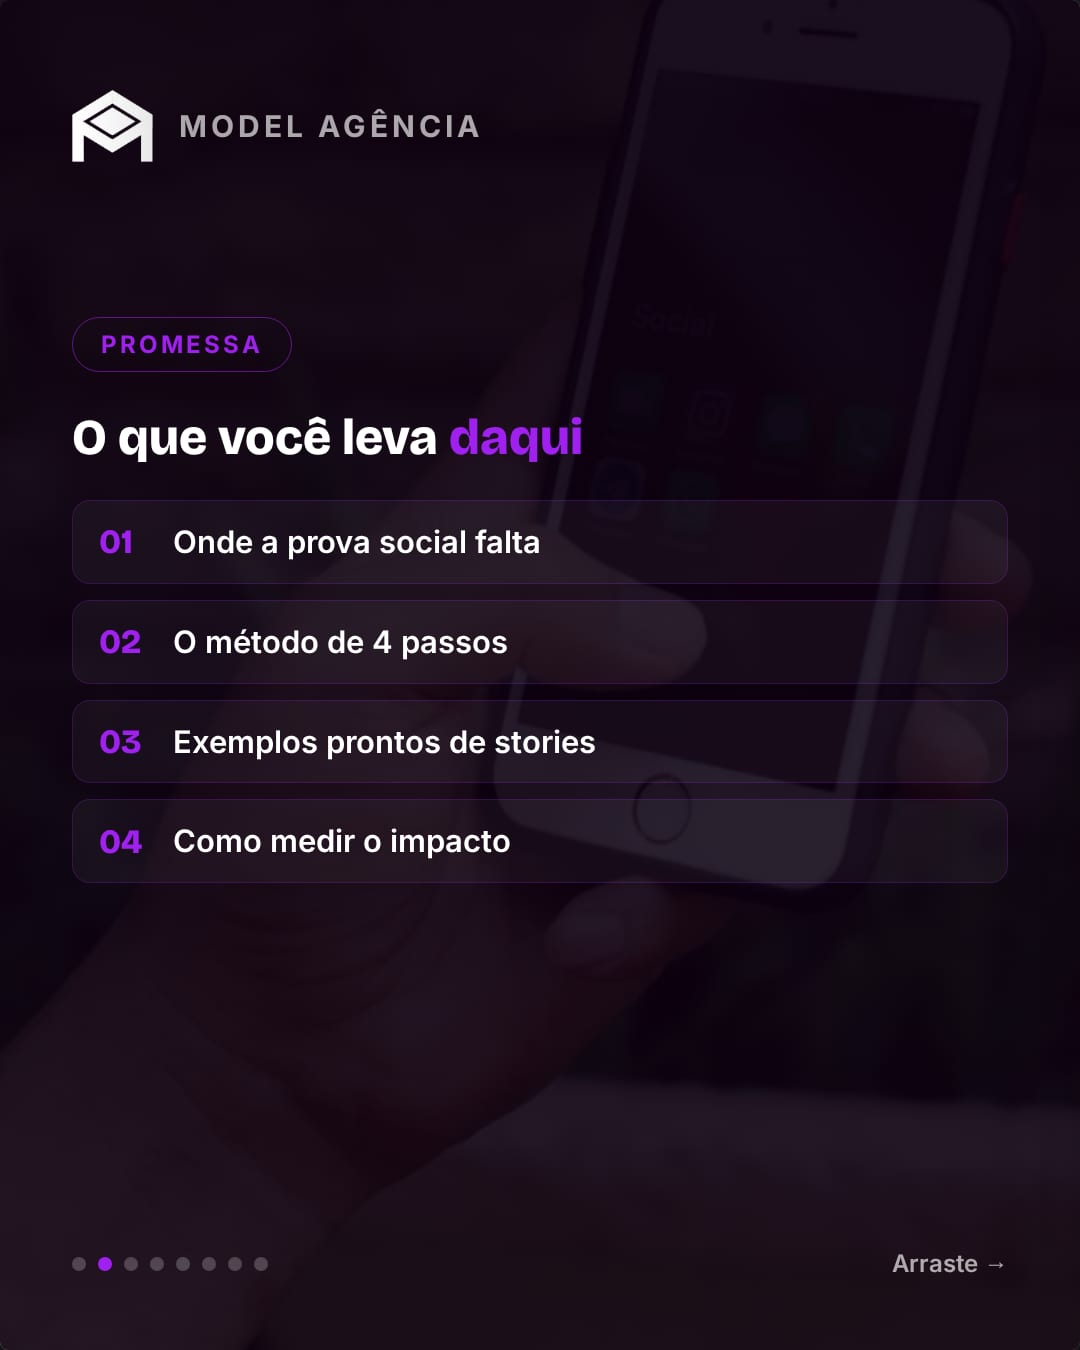 MODEL AGÊNCIA
Social
PROMESSA
O que você leva daqui
01 Onde a prova social falta
02 O método de 4 passos
03 Exemplos prontos de stories
04 Como medir o impacto
Arraste →